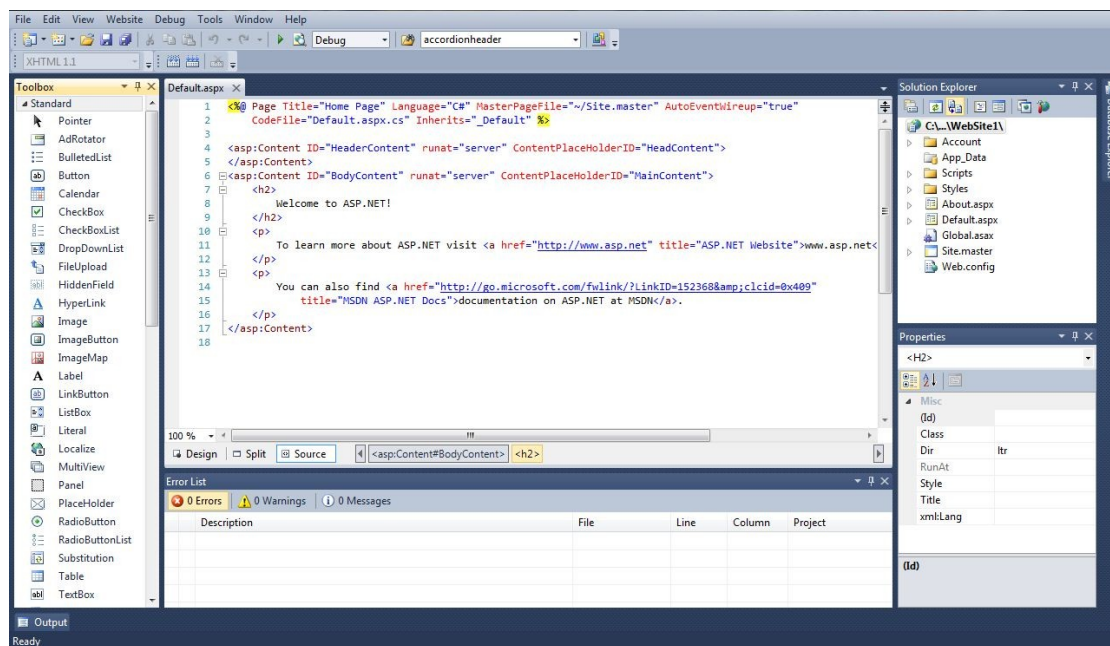 File Edit View Website Debug Tools Window Help
Debug accordionheader
XHTML 1.1
Toolbox
Standard
Pointer
AdRotator
BulletedList
Button
Calendar
CheckBox
CheckBoxList
DropDownList
FileUpload
HiddenField
HyperLink
Image
ImageButton
ImageMap
Label
LinkButton
ListBox
Literal
Localize
MultiView
Panel
PlaceHolder
RadioButton
RadioButtonList
Substitution
Table
TextBox
Default.aspx
1 <%@ Page Title="Home Page" Language="C#" MasterPageFile="~/Site.master" AutoEventWireup="true"
2 CodeFile="Default.aspx.cs" Inherits="_Default" %>
3
4 <asp:Content ID="HeaderContent" runat="server" ContentPlaceHolderID="HeadContent">
5 </asp:Content>
6 <asp:Content ID="BodyContent" runat="server" ContentPlaceHolderID="MainContent">
7 <h2>
8 Welcome to ASP.NET!
9 </h2>
10 <p>
11 To learn more about ASP.NET visit <a href="http://www.asp.net" title="ASP.NET Website">www.asp.net<
12 </p>
13 <p>
14 You can also find <a href="http://go.microsoft.com/fwlink/?LinkID=152368&amp;clcid=0x409"
15 title="MSDN ASP.NET Docs">documentation on ASP.NET at MSDN</a>.
16 </p>
17 </asp:Content>
18
100 %
Design Split Source <asp:Content#BodyContent> <h2>
Error List
0 Errors 0 Warnings 0 Messages
Description File Line Column Project
Solution Explorer
C:\...\WebSite1\
Account
App_Data
Scripts
Styles
About.aspx
Default.aspx
Global.asax
Site.master
Web.config
Properties
<H2>
Misc
(Id)
Class
Dir ltr
RunAt
Style
Title
xml:Lang
(Id)
Output
Ready